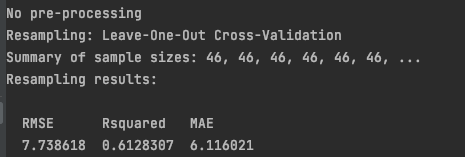 No pre-processing
Resampling: Leave-One-Out Cross-Validation
Summary of sample sizes: 46, 46, 46, 46, 46, 46, ...
Resampling results:
RMSE Rsquared MAE
7.738618 0.6128307 6.116021